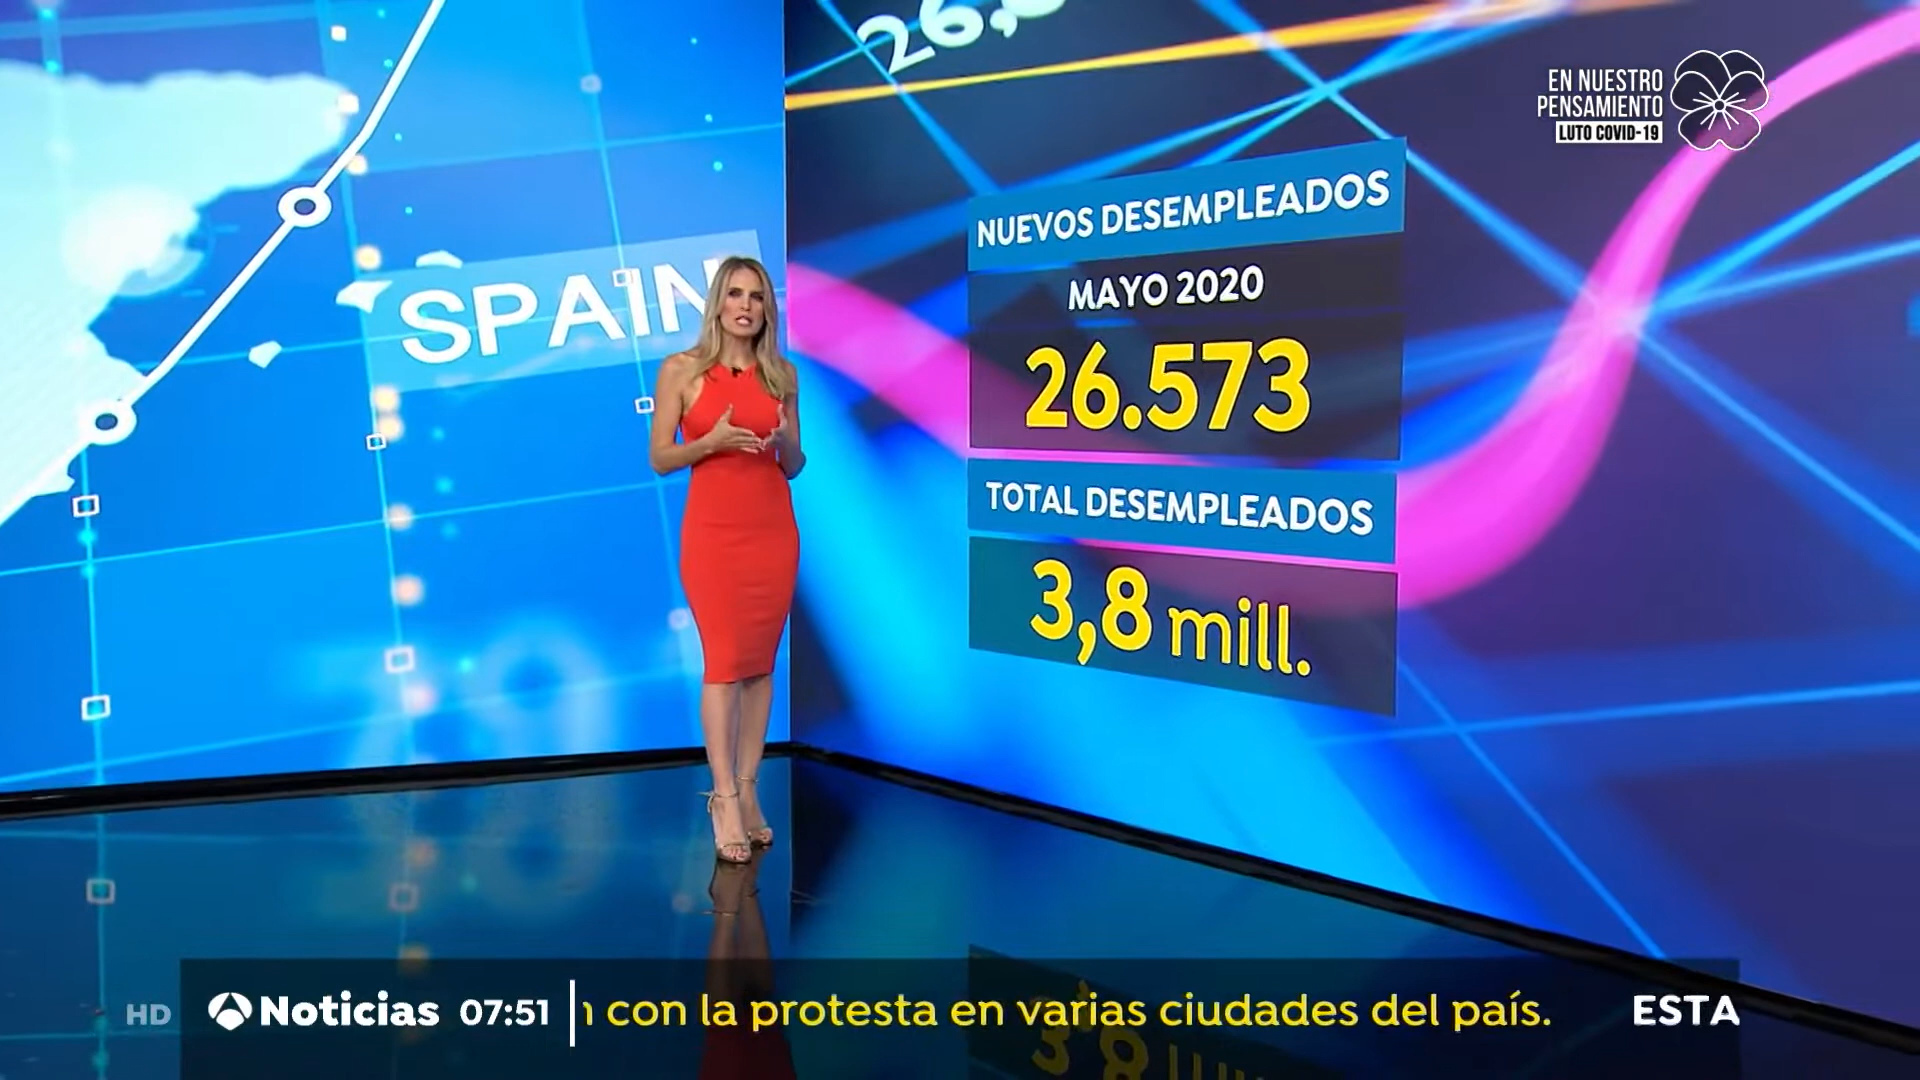 26,
EN NUESTRO
PENSAMIENTO
LUTO COVID-19
SPAIN
NUEVOS DESEMPLEADOS
MAYO 2020
26.573
TOTAL DESEMPLEADOS
3,8 mill.
HD Noticias 07:51 con la protesta en varias ciudades del país. ESTA